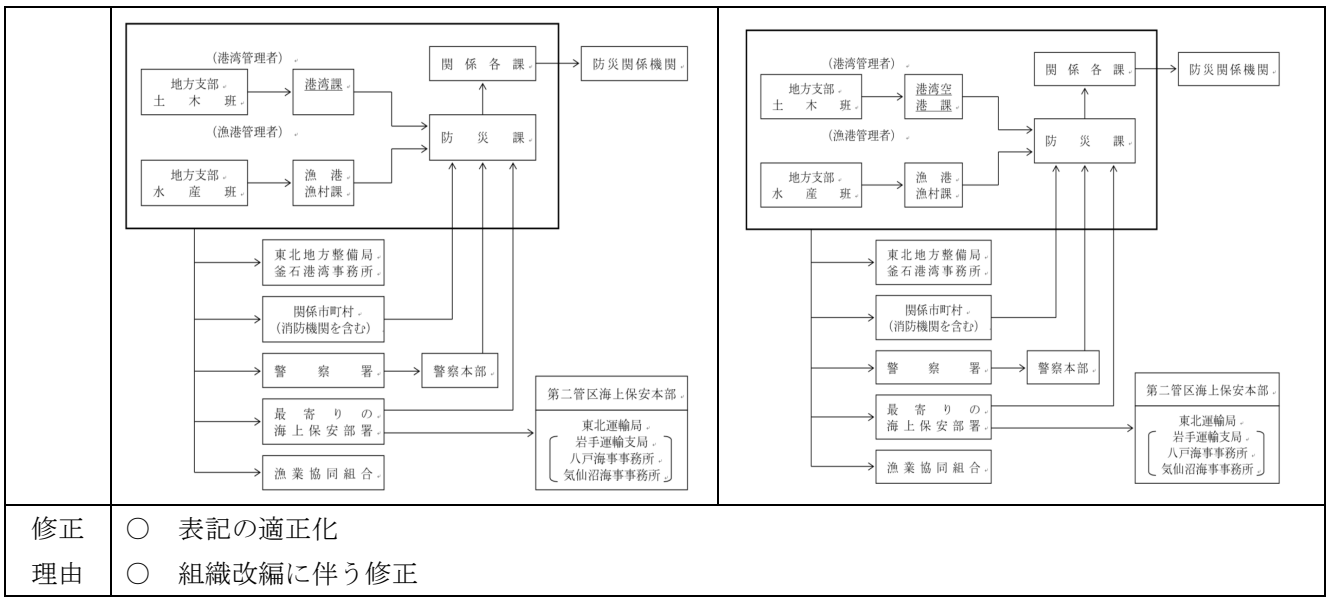 (港湾管理者)
地方支部
土木班
港湾課
関係各課
防災関係機関
防災課
(漁港管理者)
地方支部
水産班
漁港
漁村課
東北地方整備局
釜石港湾事務所
関係市町村
(消防機関を含む)
警察署
警察本部
最寄りの
海上保安部署
漁業協同組合
第二管区海上保安本部
東北運輸局
岩手運輸支局
八戸海事事務所
気仙沼海事事務所
(港湾管理者)
地方支部
土木班
港湾空
港課
関係各課
防災関係機関
防災課
(漁港管理者)
地方支部
水産班
漁港
漁村課
東北地方整備局
釜石港湾事務所
関係市町村
(消防機関を含む)
警察署
警察本部
最寄りの
海上保安部署
漁業協同組合
第二管区海上保安本部
東北運輸局
岩手運輸支局
八戸海事事務所
気仙沼海事事務所
修正
理由
○ 表記の適正化
○ 組織改編に伴う修正